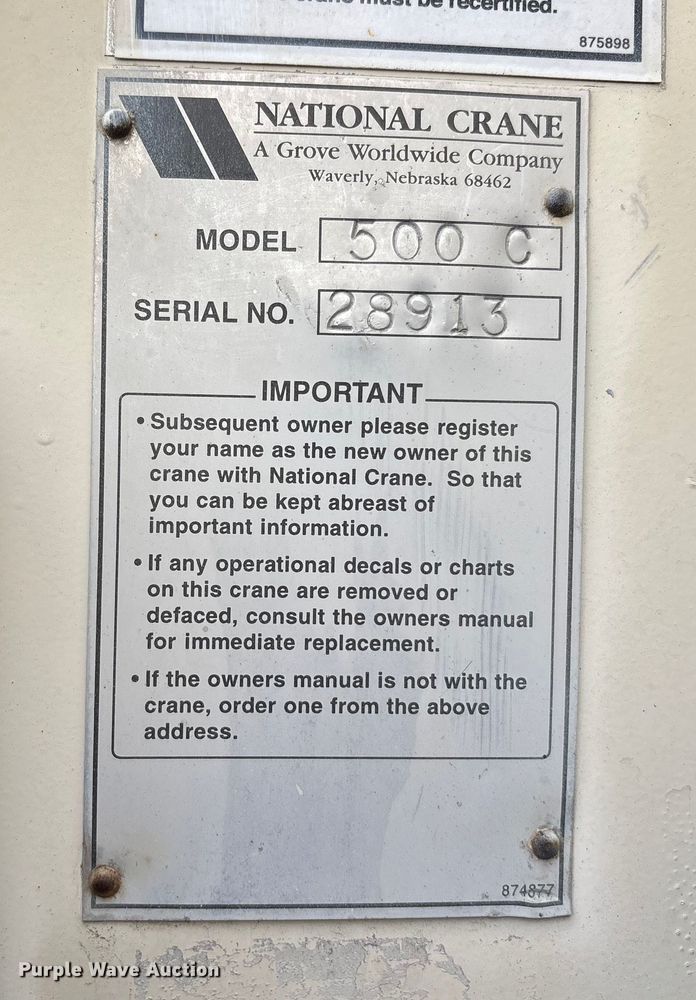 must be recertified.
875898
NATIONAL CRANE
A Grove Worldwide Company
Waverly, Nebraska 68462
MODEL 500 C
SERIAL NO. 28913
IMPORTANT
• Subsequent owner please register
your name as the new owner of this
crane with National Crane. So that
you can be kept abreast of
important information.
• If any operational decals or charts
on this crane are removed or
defaced, consult the owners manual
for immediate replacement.
• If the owners manual is not with the
crane, order one from the above
address.
874877
Purple Wave Auction